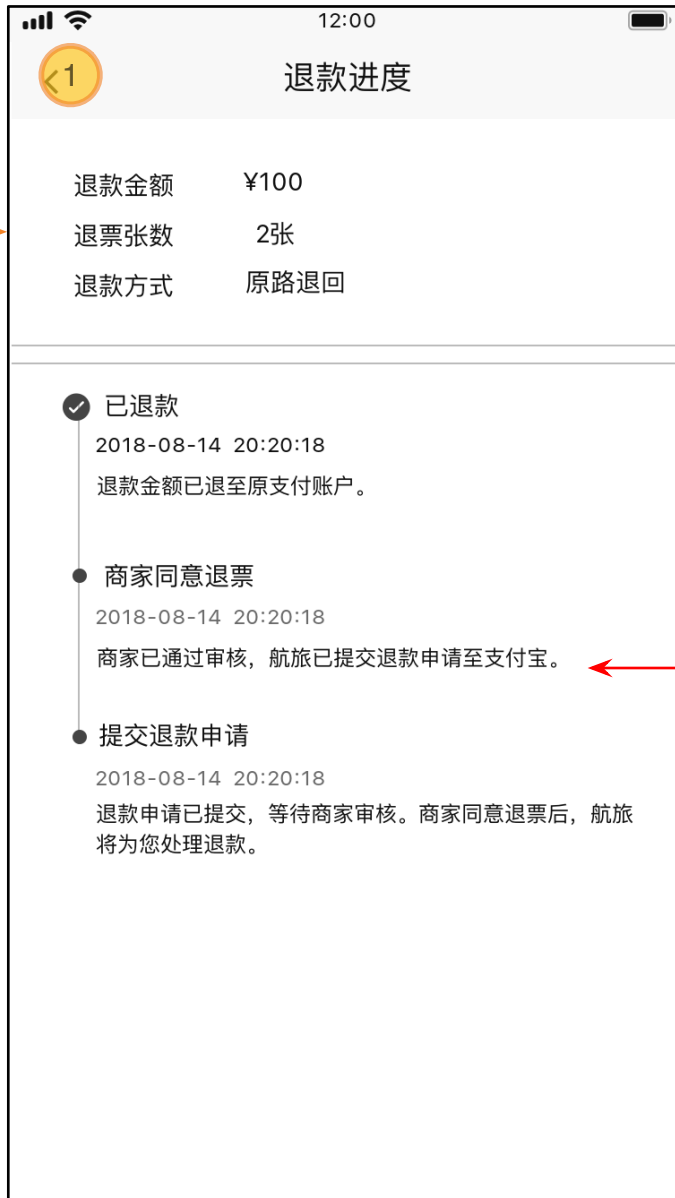 12:00
1
退款进度
退款金额 ¥100
退票张数 2张
退款方式 原路退回
已退款
2018-08-14 20:20:18
退款金额已退至原支付账户。
商家同意退票
2018-08-14 20:20:18
商家已通过审核，航旅已提交退款申请至支付宝。
提交退款申请
2018-08-14 20:20:18
退款申请已提交，等待商家审核。商家同意退票后，航旅
将为您处理退款。